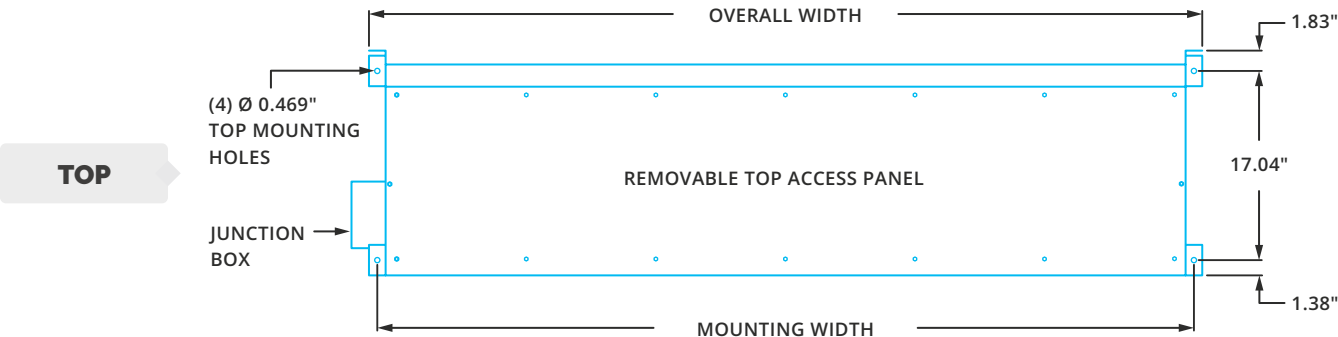 OVERALL WIDTH
1.83"
(4) Ø 0.469"
TOP MOUNTING
HOLES
TOP
REMOVABLE TOP ACCESS PANEL
17.04"
JUNCTION
BOX
1.38"
MOUNTING WIDTH